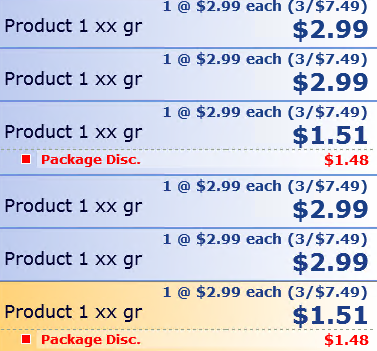 1 @ $2.99 each (3/$7.49)
Product 1 xx gr $2.99
1 @ $2.99 each (3/$7.49)
Product 1 xx gr $2.99
1 @ $2.99 each (3/$7.49)
Product 1 xx gr $1.51
Package Disc. $1.48
1 @ $2.99 each (3/$7.49)
Product 1 xx gr $2.99
1 @ $2.99 each (3/$7.49)
Product 1 xx gr $2.99
1 @ $2.99 each (3/$7.49)
Product 1 xx gr $1.51
Package Disc. $1.48